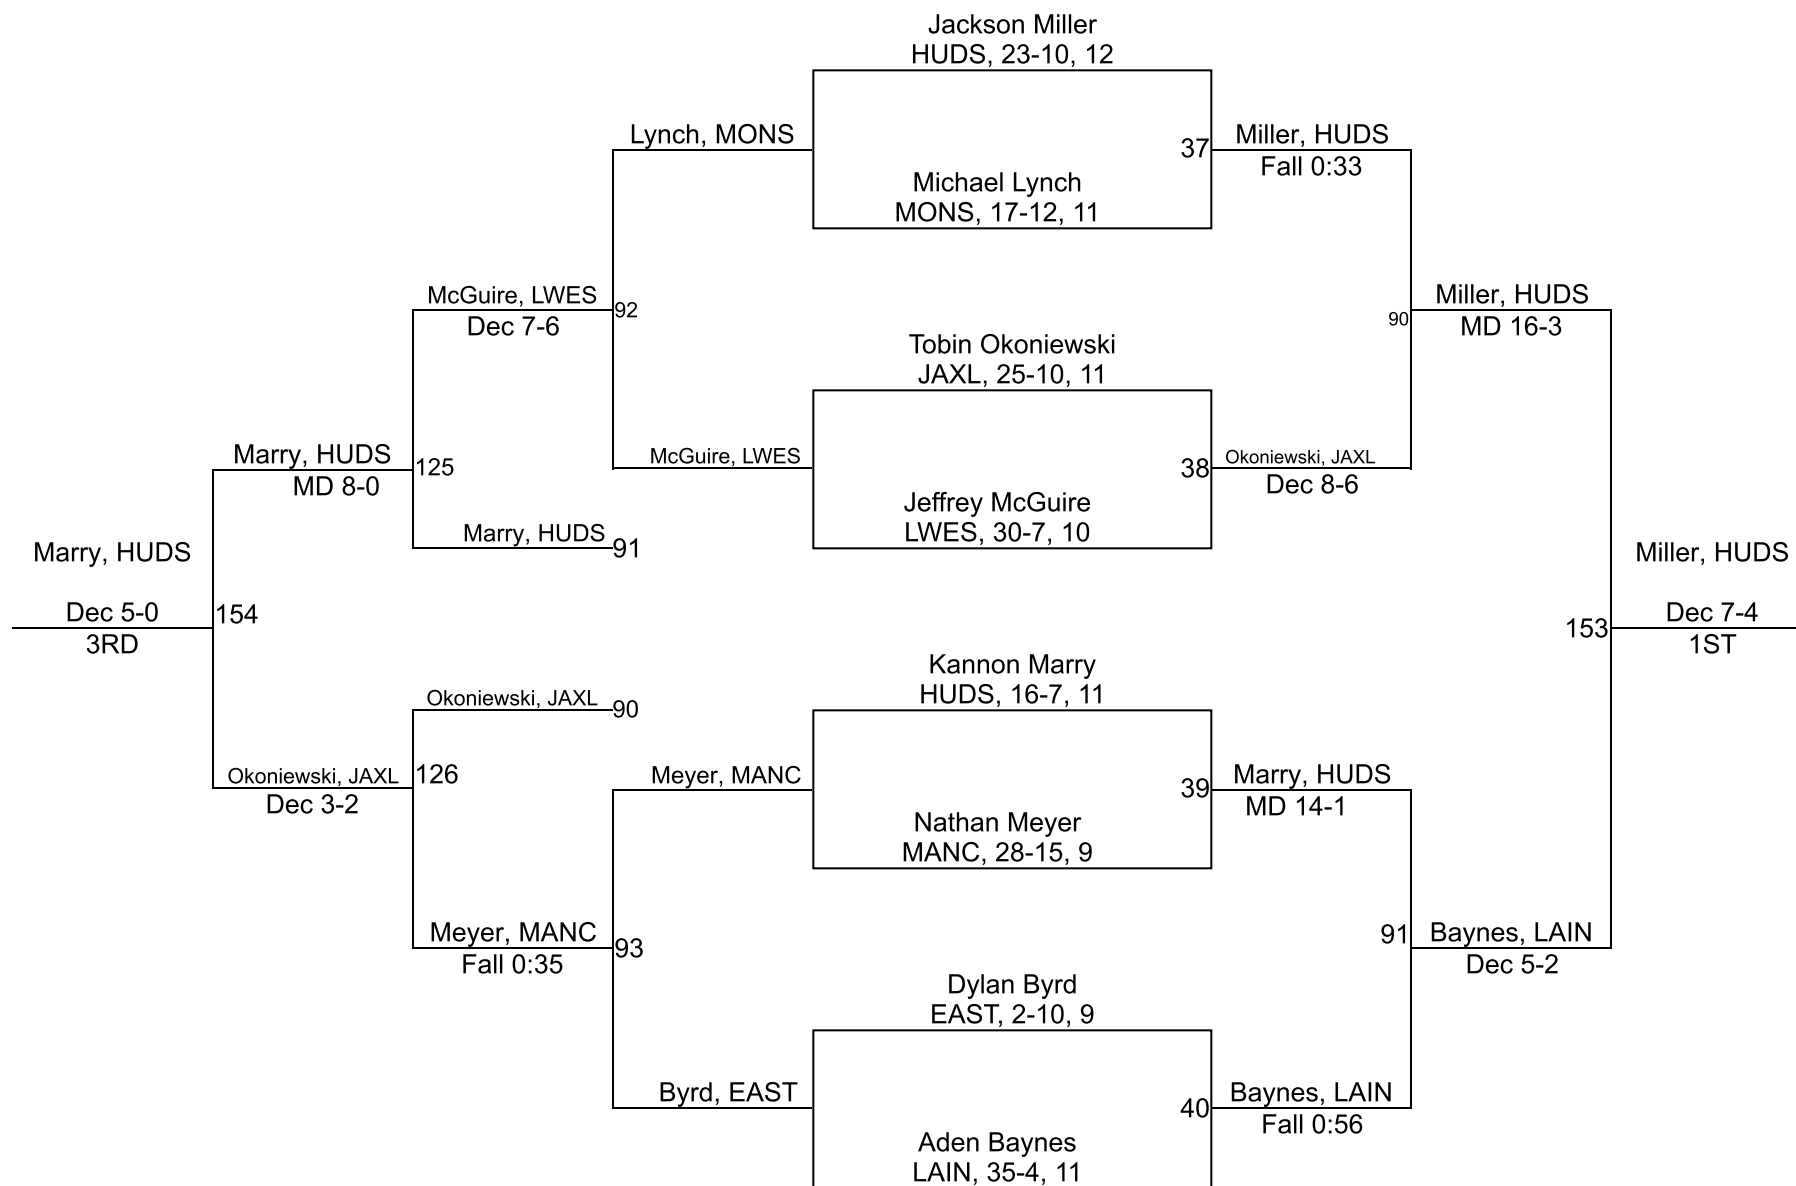 Jackson Miller
HUDS, 23-10, 12
Lynch, MONS
37
Miller, HUDS
Fall 0:33
Michael Lynch
MONS, 17-12, 11
McGuire, LWES
Dec 7-6
92
90
Miller, HUDS
MD 16-3
Tobin Okoniewski
JAXL, 25-10, 11
Marry, HUDS
MD 8-0
125
McGuire, LWES
38
Okoniewski, JAXL
Dec 8-6
Jeffrey McGuire
LWES, 30-7, 10
Marry, HUDS
91
Marry, HUDS
Dec 5-0
3RD
154
Miller, HUDS
153
Dec 7-4
1ST
Kannon Marry
HUDS, 16-7, 11
Okoniewski, JAXL
90
Okoniewski, JAXL
Dec 3-2
126
Meyer, MANC
39
Marry, HUDS
MD 14-1
Nathan Meyer
MANC, 28-15, 9
Meyer, MANC
Fall 0:35
93
91
Baynes, LAIN
Dec 5-2
Dylan Byrd
EAST, 2-10, 9
Byrd, EAST
40
Baynes, LAIN
Fall 0:56
Aden Baynes
LAIN, 35-4, 11